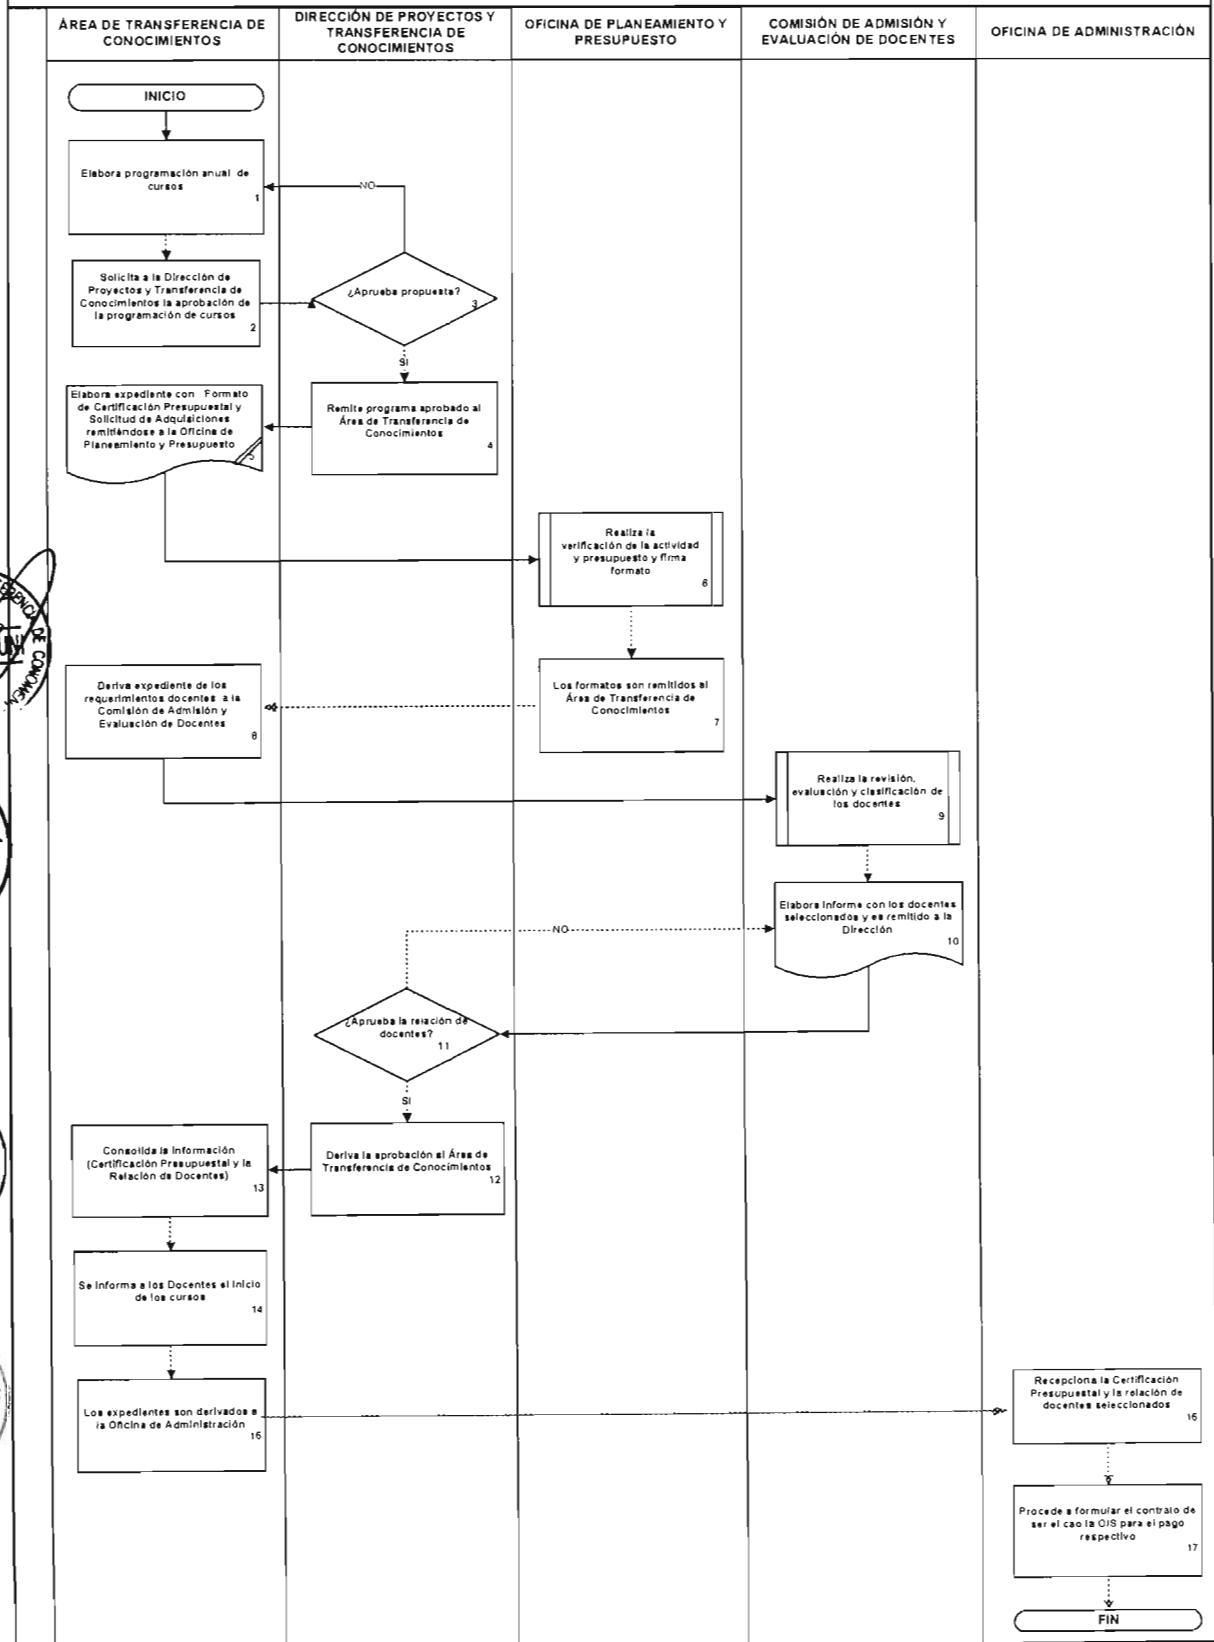 ÁREA DE TRANSFERENCIA DE
CONOCIMIENTOS
DIRECCIÓN DE PROYECTOS Y
TRANSFERENCIA DE
CONOCIMIENTOS
OFICINA DE PLANEAMIENTO Y
PRESUPUESTO
COMISIÓN DE ADMISIÓN Y
EVALUACIÓN DE DOCENTES
OFICINA DE ADMINISTRACIÓN
INICIO
Elabora programación anual de
cursos
1
NO
Solicita a la Dirección de
Proyectos y Transferencia de
Conocimientos la aprobación de
la programación de cursos
2
¿Aprueba propuesta?
3
SI
Elabora expediente con Formato
de Certificación Presupuestal y
Solicitud de Adquisiciones
remitiéndose a la Oficina de
Planeamiento y Presupuesto
5
Remite programa aprobado al
Área de Transferencia de
Conocimientos
4
Realiza la
verificación de la actividad
y presupuesto y firma
formato
6
DE CONOMEN
UNI
Deriva expediente de los
requerimientos docentes a la
Comisión de Admisión y
Evaluación de Docentes
8
Los formatos son remitidos al
Área de Transferencia de
Conocimientos
7
Realiza la revisión,
evaluación y clasificación de
los docentes
9
Elabora Informe con los docentes
seleccionados y es remitido a la
Dirección
10
NO
¿Aprueba la relación de
docentes?
11
SI
Consolida la Información
(Certificación Presupuestal y la
Relación de Docentes)
13
Deriva la aprobación al Área de
Transferencia de Conocimientos
12
Se Informa a los Docentes el Inicio
de los cursos
14
Los expedientes son derivados a
la Oficina de Administración
15
Recepciona la Certificación
Presupuestal y la relación de
docentes seleccionados
16
Procede a formular el contrato de
ser el cao la O/S para el pago
respectivo
17
FIN